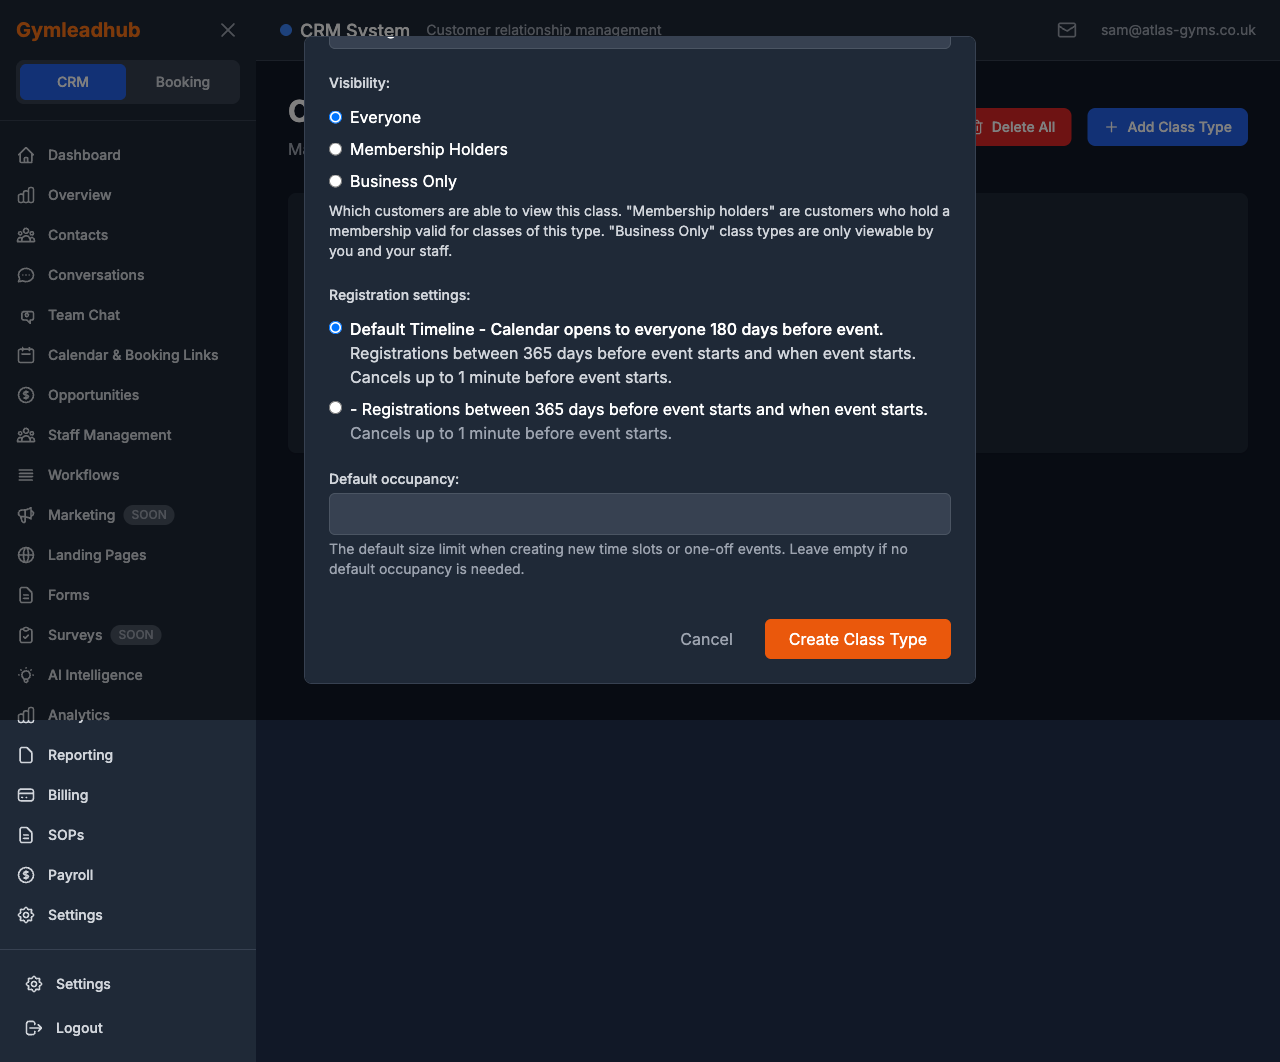 Gymleadhub
CRM
Booking
CRM System
Customer relationship management
sam@atlas-gyms.co.uk
Delete All
Add Class Type
Dashboard
Overview
Contacts
Conversations
Team Chat
Calendar & Booking Links
Opportunities
Staff Management
Workflows
Marketing SOON
Landing Pages
Forms
Surveys SOON
AI Intelligence
Analytics
Reporting
Billing
SOPs
Payroll
Settings
Settings
Logout
Visibility:
Everyone
Membership Holders
Business Only
Which customers are able to view this class. "Membership holders" are customers who hold a
membership valid for classes of this type. "Business Only" class types are only viewable by
you and your staff.
Registration settings:
Default Timeline - Calendar opens to everyone 180 days before event.
Registrations between 365 days before event starts and when event starts.
Cancels up to 1 minute before event starts.
- Registrations between 365 days before event starts and when event starts.
Cancels up to 1 minute before event starts.
Default occupancy:
The default size limit when creating new time slots or one-off events. Leave empty if no
default occupancy is needed.
Cancel
Create Class Type